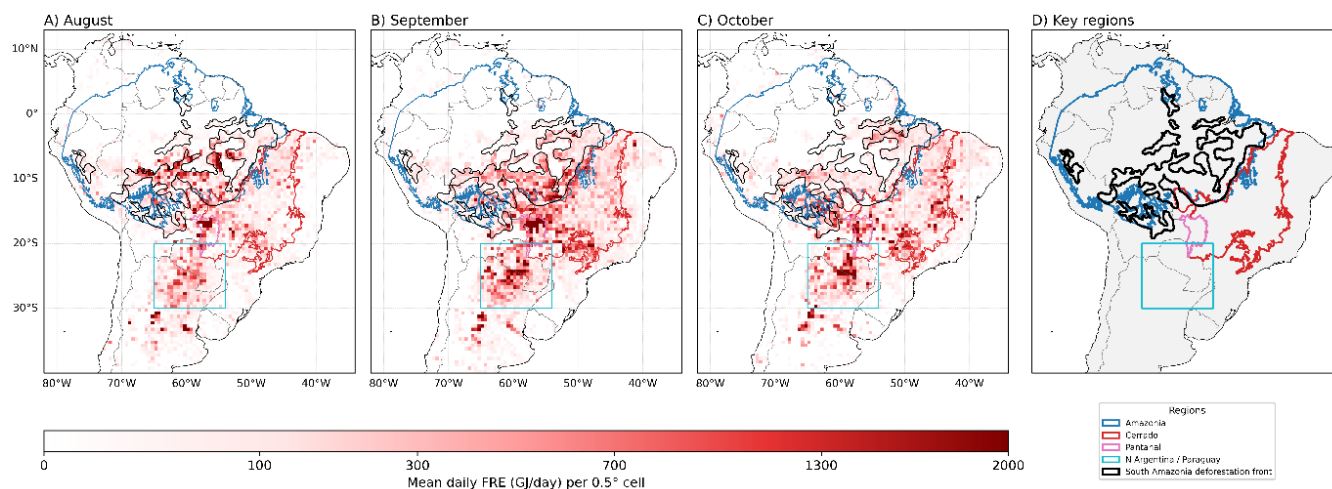 A) August
B) September
C) October
D) Key regions
10°N
0°
10°S
20°S
30°S
80°W 70°W 60°W 50°W 40°W
80°W 70°W 60°W 50°W 40°W
80°W 70°W 60°W 50°W 40°W
0 100 300 700 1300 2000
Mean daily FRE (GJ/day) per 0.5° cell
Regions
Amazonia
Cerrado
Pantanal
N Argentina / Paraguay
South Amazonia deforestation front